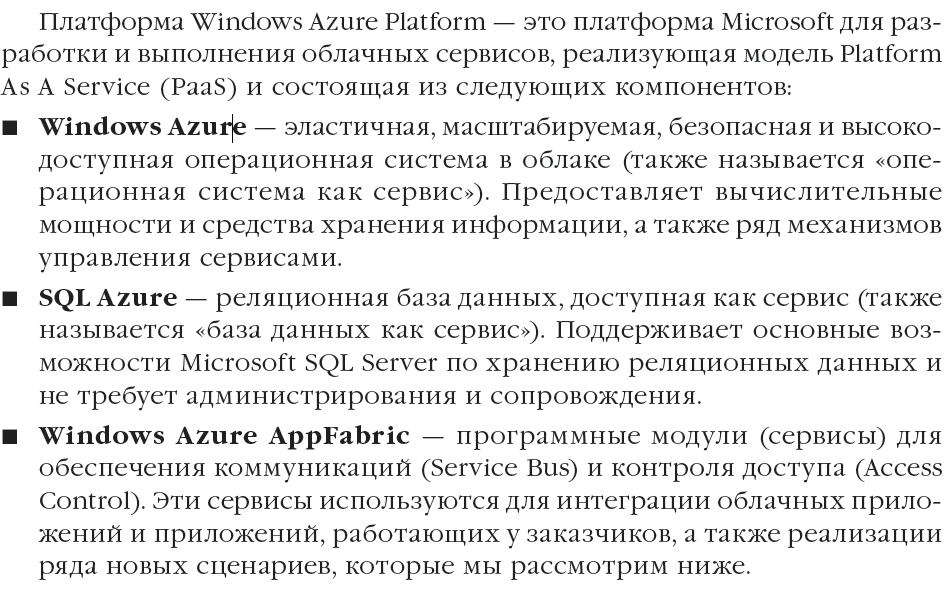 Платформа Windows Azure Platform — это платформа Microsoft для раз-
работки и выполнения облачных сервисов, реализующая модель Platform
As A Service (PaaS) и состоящая из следующих компонентов:
■ Windows Azure — эластичная, масштабируемая, безопасная и высоко-
доступная операционная система в облаке (также называется «опе-
рационная система как сервис»). Предоставляет вычислительные
мощности и средства хранения информации, а также ряд механизмов
управления сервисами.
■ SQL Azure — реляционная база данных, доступная как сервис (также
называется «база данных как сервис»). Поддерживает основные воз-
можности Microsoft SQL Server по хранению реляционных данных и
не требует администрирования и сопровождения.
■ Windows Azure AppFabric — программные модули (сервисы) для
обеспечения коммуникаций (Service Bus) и контроля доступа (Access
Control). Эти сервисы используются для интеграции облачных прило-
жений и приложений, работающих у заказчиков, а также реализации
ряда новых сценариев, которые мы рассмотрим ниже.